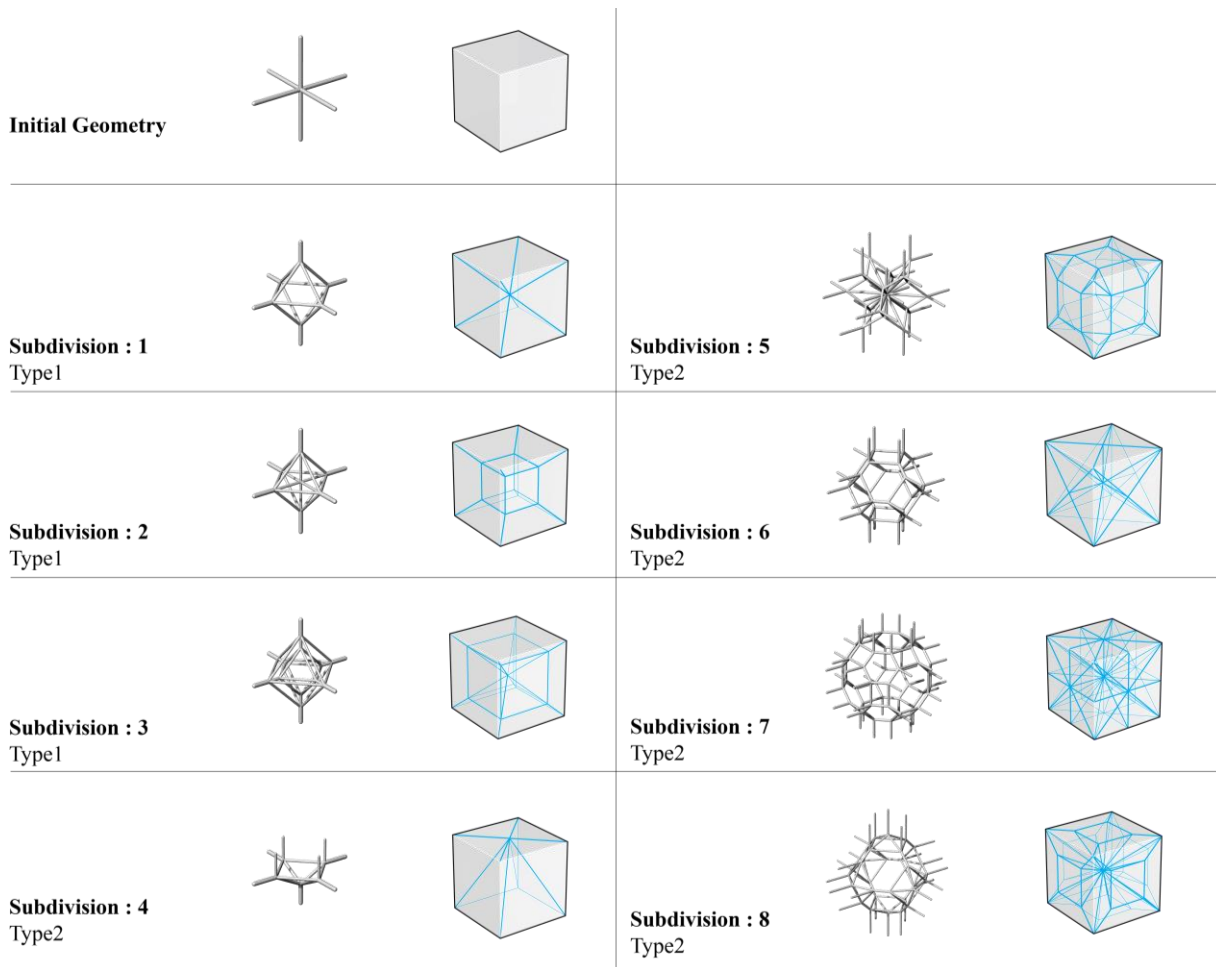 Initial Geometry
Subdivision : 1
Type1
Subdivision : 2
Type1
Subdivision : 3
Type1
Subdivision : 4
Type2
Subdivision : 5
Type2
Subdivision : 6
Type2
Subdivision : 7
Type2
Subdivision : 8
Type2